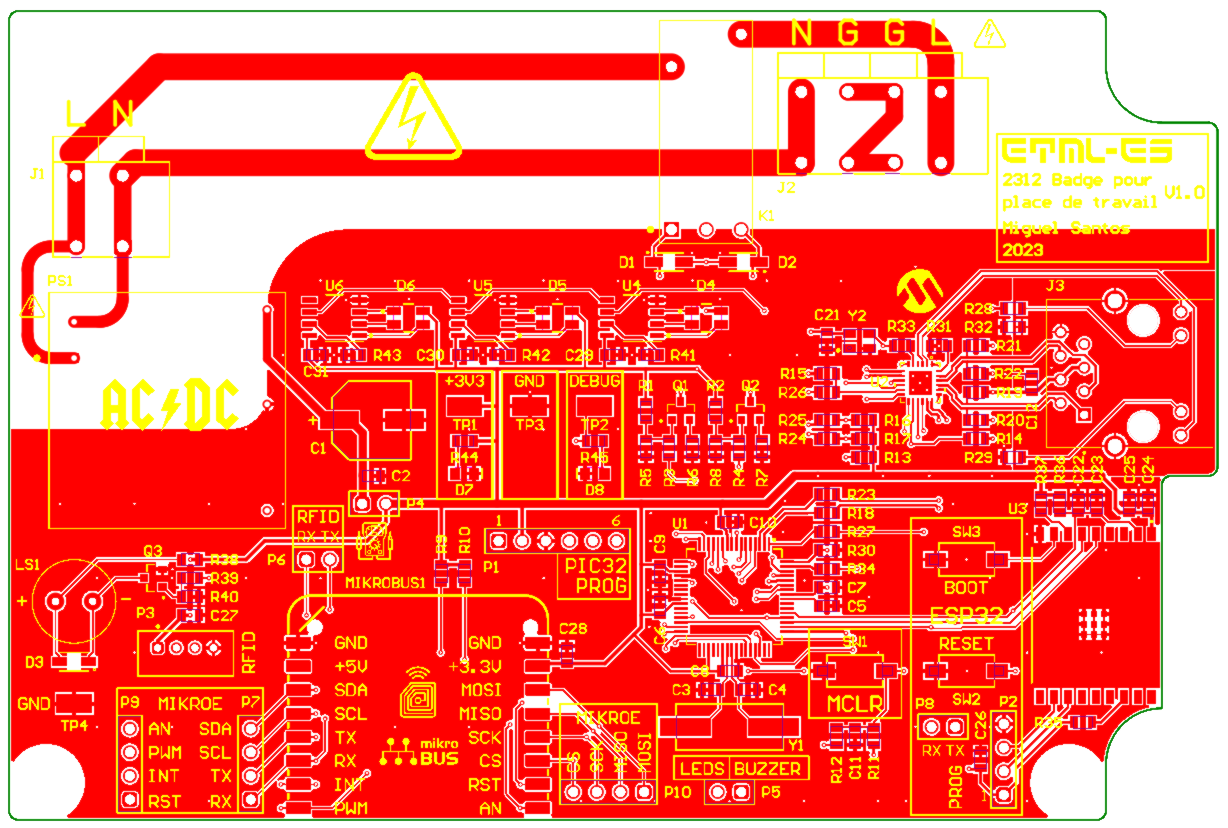 N G G L
L N
J1
J2
ETML-ES
2312 Badge pour
place de travail V1.0
Miguel Santos
2023
K1
D1 D2
PS1
J3
U6 D6 U5 D5 U4 D4
C21 Y2
R33 R31
R28
R32
R21
C31 R43 C30 R42 C29 R41
R15
R26
R22
R20
R14
R29
R25
R24
R13
AC/DC
+3V3 GND DEBUG
TP1 TP3 TP2
R44 R45
D7 D8
+ C1
C2
R1 Q1 R2 Q2
R5 R6 R8 R4 R7
R37 R36 C22 C23 C25 C24
U3
P4
RFID
RX TX
P6
MIKROBUS1
R9 R10
1 6
P1
PIC32
PROG
U1 C10
C9
R23
R18
R27
R30
R34
C7
C5
SW3
BOOT
ESP32
RESET
SW2
LS1
+ -
Q3
R38
R39
R40
C27
P3
RFID
D3
GND
TP4
C28
C8
C3 C4
Y1
MCLR
P9 MIKROE P7
AN SDA
PWM SCL
INT TX
RST RX
GND GND
+5V +3.3V
SDA MOSI
SCL MISO
TX SCK
RX CS
INT RST
PWM AN
mikro
BUS
MIKROE
CS SCK MISO MOSI
P10
LEDS BUZZER
P5
R12 C11
P8
RX TX
PROG
C26
P2